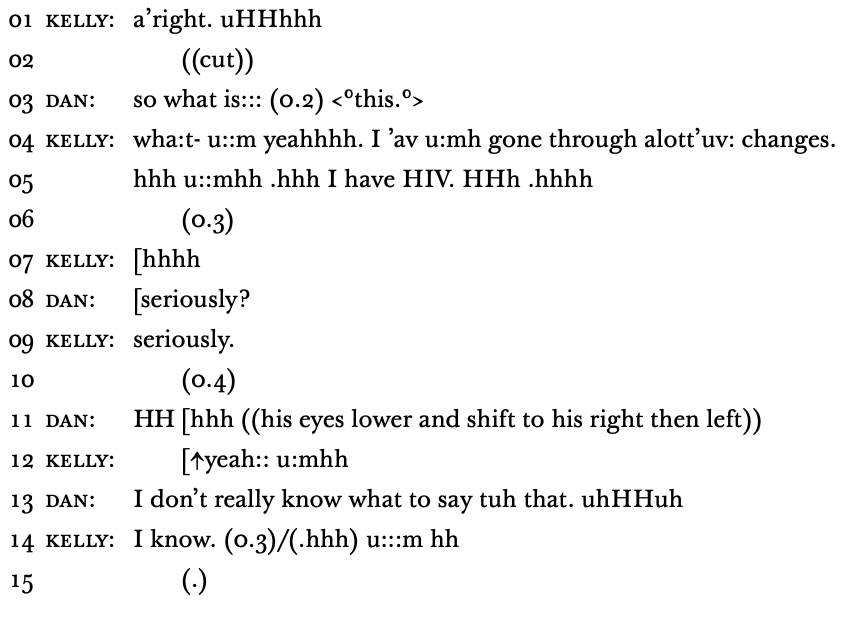 01 KELLY: a’right. uHHhhh
02 ((cut))
03 DAN: so what is::: (0.2) <°this.°>
04 KELLY: wha:t- u::m yeahhhh. I ’av u:mh gone through alott’uv: changes.
05 hhh u::mhh .hhh I have HIV. HHh .hhhh
06 (0.3)
07 KELLY: [hhhh
08 DAN: [seriously?
09 KELLY: seriously.
10 (0.4)
11 DAN: HH [hhh ((his eyes lower and shift to his right then left))
12 KELLY: [↑yeah:: u:mhh
13 DAN: I don’t really know what to say tuh that. uhHHuh
14 KELLY: I know. (0.3)/(.hhh) u:::m hh
15 (.)